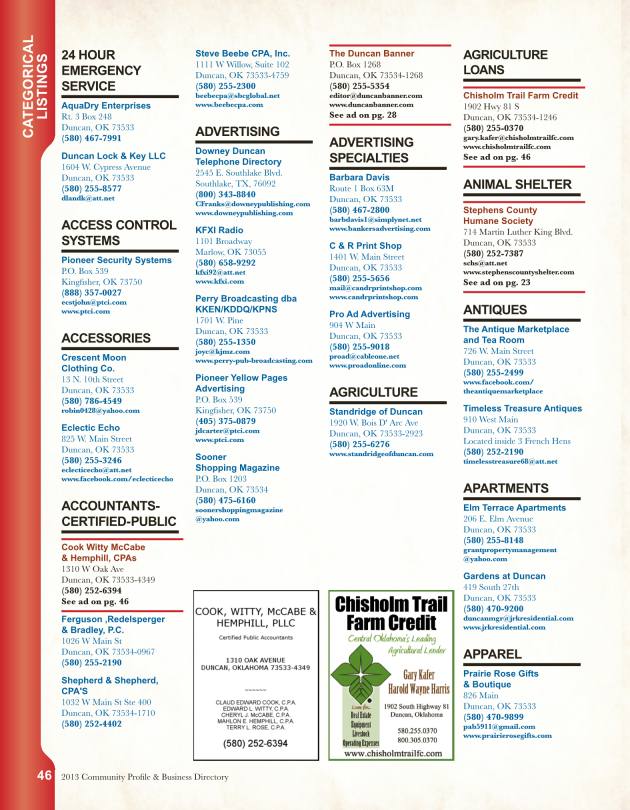 CATEGORICAL
LISTINGS
24 HOUR
EMERGENCY
SERVICE
AquaDry Enterprises
Rt. 3 Box 248
Duncan, OK 73533
(580) 467-7991
Duncan Lock & Key LLC
1604 W. Cypress Avenue
Duncan, OK 73533
(580) 255-8577
dlandk@att.net
ACCESS CONTROL
SYSTEMS
Pioneer Security Systems
P.O. Box 539
Kingfisher, OK 73750
(888) 357-0027
ecstjohn@ptci.com
www.ptci.com
ACCESSORIES
Crescent Moon
Clothing Co.
13 N. 10th Street
Duncan, OK 73533
(580) 786-4549
robin0428@yahoo.com
Eclectic Echo
825 W. Main Street
Duncan, OK 73533
(580) 255-3246
eclecticecho@att.net
www.facebook.com/eclecticecho
ACCOUNTANTS-
CERTIFIED-PUBLIC
Cook Witty McCabe
& Hemphill, CPAs
1310 W Oak Ave
Duncan, OK 73533-4349
(580) 252-6394
See ad on pg. 46
Ferguson ,Redelsperger
& Bradley, P.C.
1026 W Main St
Duncan, OK 73534-0967
(580) 255-2190
Shepherd & Shepherd,
CPA'S
1032 W Main St Ste 400
Duncan, OK 73534-1710
(580) 252-4402
Steve Beebe CPA, Inc.
1111 W Willow, Suite 102
Duncan, OK 73533-4759
(580) 255-2300
beebecpa@sbcglobal.net
www.beebecpa.com
ADVERTISING
Downey Duncan
Telephone Directory
2545 E. Southlake Blvd.
Southlake, TX, 76092
(800) 343-8840
CFranks@downeypublishing.com
www.downeypublishing.com
KFXI Radio
1101 Broadway
Marlow, OK 73055
(580) 658-9292
kfxi92@att.net
www.kfxi.com
Perry Broadcasting dba
KKEN/KDDQ/KPNS
1701 W. Pine
Duncan, OK 73533
(580) 255-1350
joyc@kjmz.com
www.perry-pub-broadcasting.com
Pioneer Yellow Pages
Advertising
P.O. Box 539
Kingfisher, OK 73750
(405) 375-0879
jdcarter@ptci.com
www.ptci.com
Sooner
Shopping Magazine
P.O. Box 1203
Duncan, OK 73534
(580) 475-6160
soonershoppingmagazine
@yahoo.com
The Duncan Banner
P.O. Box 1268
Duncan, OK 73534-1268
(580) 255-5354
editor@duncanbanner.com
www.duncanbanner.com
See ad on pg. 28
ADVERTISING
SPECIALTIES
Barbara Davis
Route 1 Box 63M
Duncan, OK 73533
(580) 467-2800
barbdavis1@simplynet.net
www.bankersadvertising.com
C & R Print Shop
1401 W. Main Street
Duncan, OK 73533
(580) 255-5656
mail@candrprintshop.com
www.candrprintshop.com
Pro Ad Advertising
904 W Main
Duncan, OK 73533
(580) 255-9018
proad@cableone.net
www.proadonline.com
AGRICULTURE
Standridge of Duncan
1920 W. Bois D' Arc Ave
Duncan, OK 73533-2923
(580) 255-6276
www.standridgeofduncan.com
AGRICULTURE
LOANS
Chisholm Trail Farm Credit
1902 Hwy 81 S
Duncan, OK 73534-1246
(580) 255-0370
gary.kafer@chisholmtrailfc.com
www.chisholmtrailfc.com
See ad on pg. 46
ANIMAL SHELTER
Stephens County
Humane Society
714 Martin Luther King Blvd.
Duncan, OK 73533
(580) 252-7387
schs@att.net
www.stephenscountyshelter.com
See ad on pg. 23
ANTIQUES
The Antique Marketplace
and Tea Room
726 W. Main Street
Duncan, OK 73533
(580) 255-2499
www.facebook.com/
theantiquemarketplace
Timeless Treasure Antiques
910 West Main
Duncan, OK 73533
Located inside 3 French Hens
(580) 252-2190
timelesstreasure68@att.net
APARTMENTS
Elm Terrace Apartments
206 E. Elm Avenue
Duncan, OK 73533
(580) 255-8148
grantpropertymanagement
@yahoo.com
Gardens at Duncan
419 South 27th
Duncan, OK 73533
(580) 470-9200
duncanmgr@jrkresidential.com
www.jrkresidential.com
APPAREL
Prairie Rose Gifts
& Boutique
826 Main
Duncan, OK 73533
(580) 470-9899
pab5911@gmail.com
www.prairierosegifts.com
COOK, WITTY, McCABE &
HEMPHILL, PLLC
Certified Public Accountants
1310 OAK AVENUE
DUNCAN, OKLAHOMA 73533-4349
~~~~~~
CLAUD EDWARD COOK, C.P.A.
EDWARD L. WITTY, C.P.A.
CHERYL J. McCABE, C.P.A.
MAHLON E. HEMPHILL, C.P.A.
TERRY L. ROSE, C.P.A.
(580) 252-6394
Chisholm Trail
Farm Credit
Central Oklahoma's Leading
Agricultural Lender
Gary Kafer
Harold Wayne Harris
Loans for:
Real Estate
Equipment
Livestock
Operating Expenses
1902 South Highway 81
Duncan, Oklahoma
580.255.0370
800.305.0370
www.chisholmtrailfc.com
46 2013 Community Profile & Business Directory